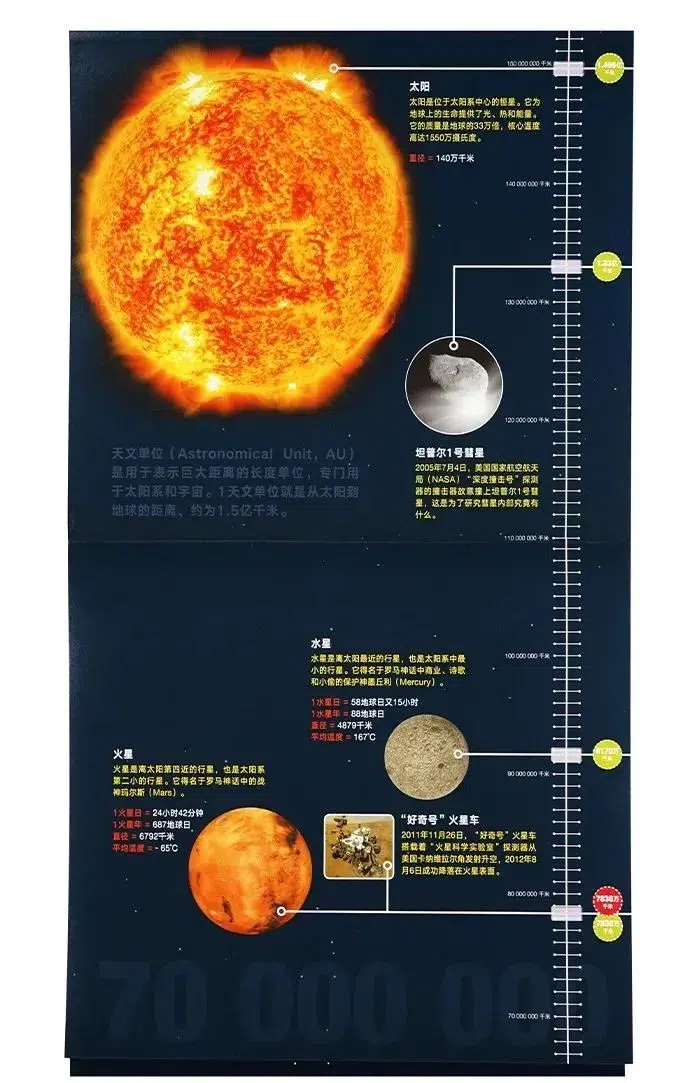 150 000 000 千米
1.496亿
千米
太阳
太阳是位于太阳系中心的恒星。它为
地球上的生命提供了光、热和能量。
它的质量是地球的33万倍，核心温度
高达1550万摄氏度。
直径 = 140万千米
140 000 000 千米
千米
130 000 000 千米
120 000 000 千米
天文单位（Astronomical Unit，AU）
是用于表示巨大距离的长度单位，专门用
于太阳系和宇宙。1天文单位就是从太阳到
地球的距离，约为1.5亿千米。
坦普尔1号彗星
2005年7月4日，美国国家航空航天
局（NASA）“深度撞击号”探测
器的撞击器故意撞上坦普尔1号彗
星，这是为了研究彗星内部究竟有
什么。
110 000 000 千米
水星
水星是离太阳最近的行星，也是太阳系中最
小的行星。它得名于罗马神话中商业、诗歌
和小偷的保护神墨丘利（Mercury）。
1水星日 = 58地球日又15小时
1水星年 = 88地球日
直径 = 4879千米
平均温度 = 167℃
100 000 000 千米
9170万
千米
90 000 000 千米
火星
火星是离太阳第四近的行星，也是太阳系
第二小的行星。它得名于罗马神话中的战
神玛尔斯（Mars）。
1火星日 = 24小时42分钟
1火星年 = 687地球日
直径 = 6792千米
平均温度 = - 65℃
“好奇号”火星车
2011年11月26日，“好奇号”火星车
搭载着“火星科学实验室”探测器从
美国卡纳维拉尔角发射升空，2012年8
月6日成功降落在火星表面。
80 000 000 千米
7830万
千米
7830万
千米
70 000 000
70 000 000 千米